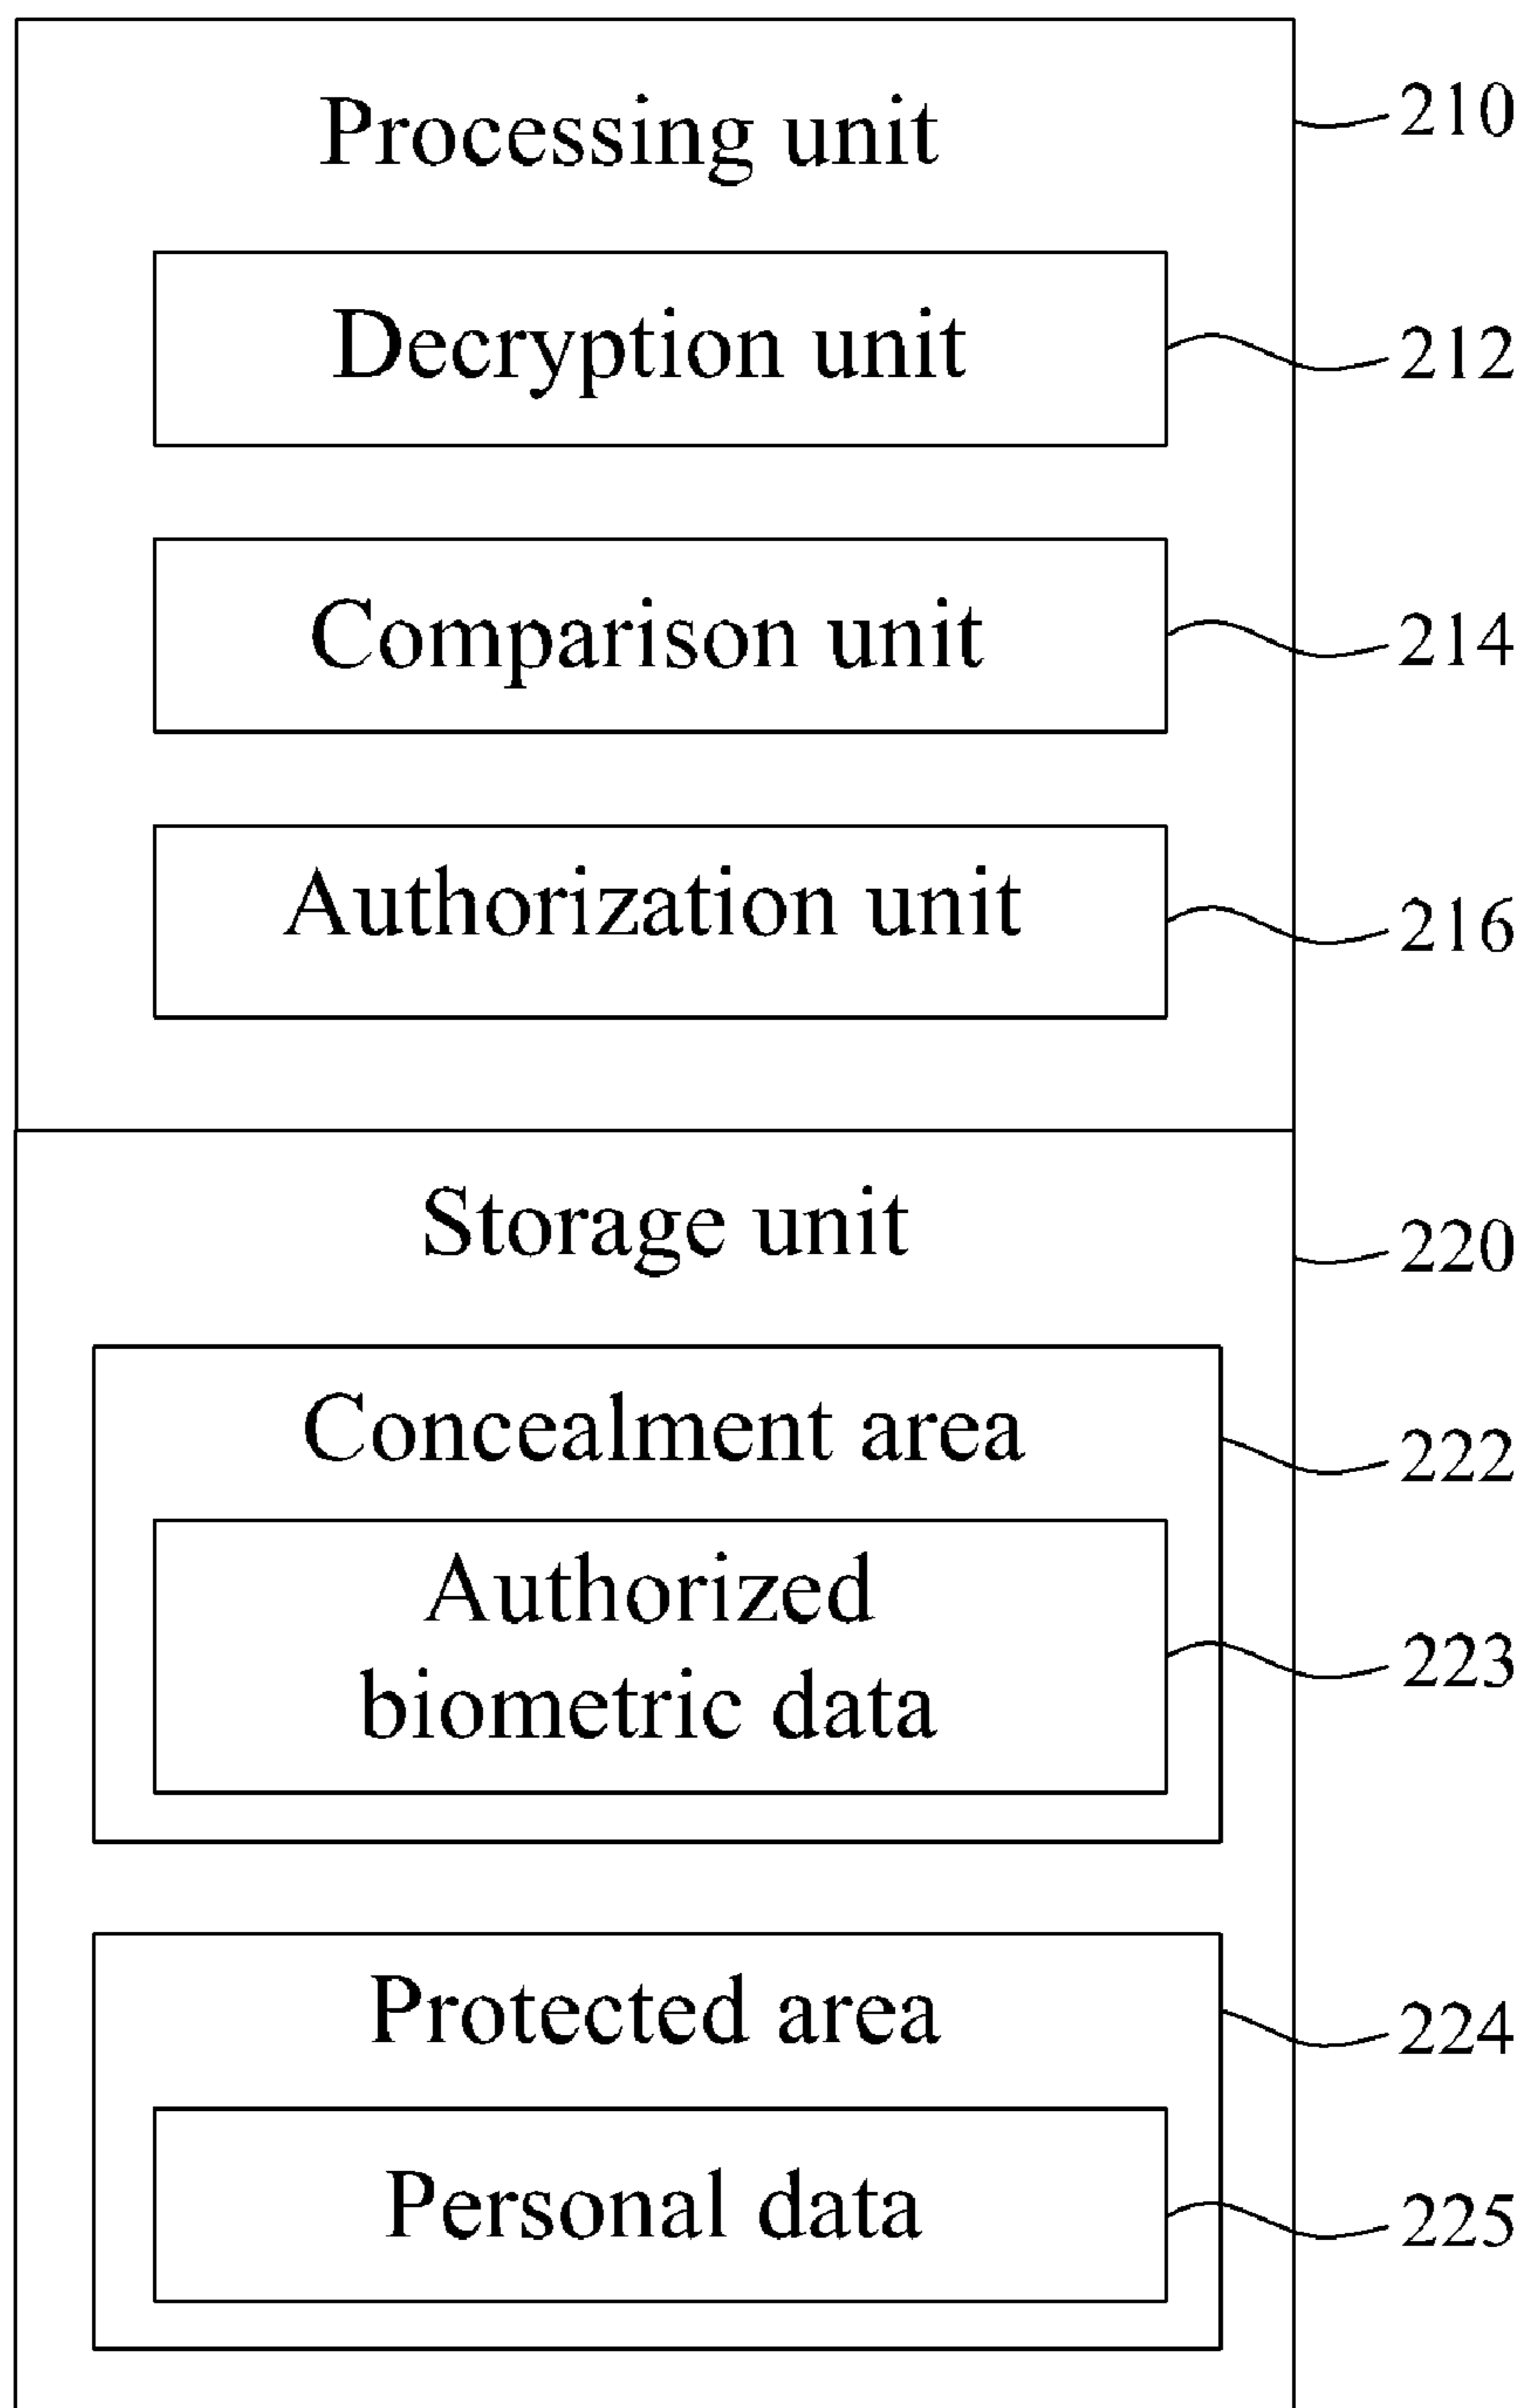 Processing unit
210
Decryption unit
212
Comparison unit
214
Authorization unit
216
Storage unit
220
Concealment area
222
Authorized
biometric data
223
Protected area
224
Personal data
225